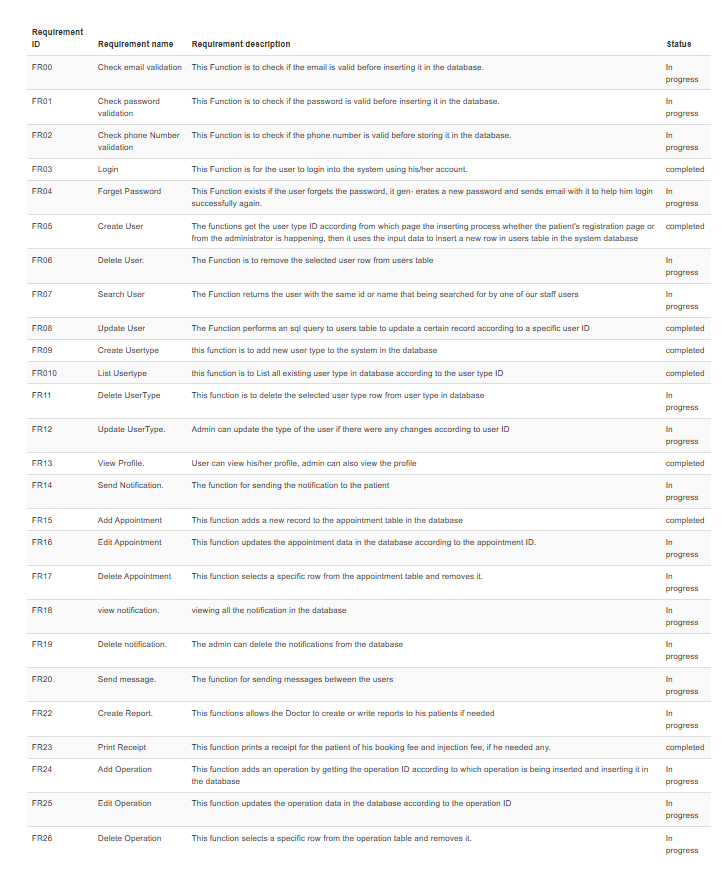 Requirement
ID Requirement name Requirement description Status
FR00 Check email validation This Function is to check if the email is valid before inserting it in the database. In
progress
FR01 Check password This Function is to check if the password is valid before inserting it in the database. In
validation progress
FR02 Check phone Number This Function is to check if the phone number is valid before storing it in the database. In
validation progress
FR03 Login This Function is for the user to login into the system using his/her account. completed
FR04 Forget Password This Function exists if the user forgets the password, it gen- erates a new password and sends email with it to help him login In
successfully again. progress
FR05 Create User The functions get the user type ID according from which page the inserting process whether the patient's registration page or completed
from the administrator is happening, then it uses the input data to insert a new row in users table in the system database
FR06 Delete User. The Function is to remove the selected user row from users table In
progress
FR07 Search User The Function returns the user with the same id or name that being searched for by one of our staff users In
progress
FR08 Update User The Function performs an sql query to users table to update a certain record according to a specific user ID completed
FR09 Create Usertype this function is to add new user type to the system in the database completed
FR010 List Usertype this function is to List all existing user type in database according to the user type ID completed
FR11 Delete UserType This function is to delete the selected user type row from user type in database In
progress
FR12 Update UserType. Admin can update the type of the user if there were any changes according to user ID In
progress
FR13 View Profile. User can view his/her profile, admin can also view the profile completed
FR14 Send Notification. The function for sending the notification to the patient In
progress
FR15 Add Appointment This function adds a new record to the appointment table in the database completed
FR16 Edit Appointment This function updates the appointment data in the database according to the appointment ID. In
progress
FR17 Delete Appointment This function selects a specific row from the appointment table and removes it. In
progress
FR18 view notification. viewing all the notification in the database In
progress
FR19 Delete notification. The admin can delete the notifications from the database In
progress
FR20 Send message. The function for sending messages between the users In
progress
FR22 Create Report. This functions allows the Doctor to create or write reports to his patients if needed In
progress
FR23 Print Receipt This function prints a receipt for the patient of his booking fee and injection fee, if he needed any. completed
FR24 Add Operation This function adds an operation by getting the operation ID according to which operation is being inserted and inserting it in In
the database progress
FR25 Edit Operation This function updates the operation data in the database according to the operation ID In
progress
FR26 Delete Operation This function selects a specific row from the operation table and removes it. In
progress